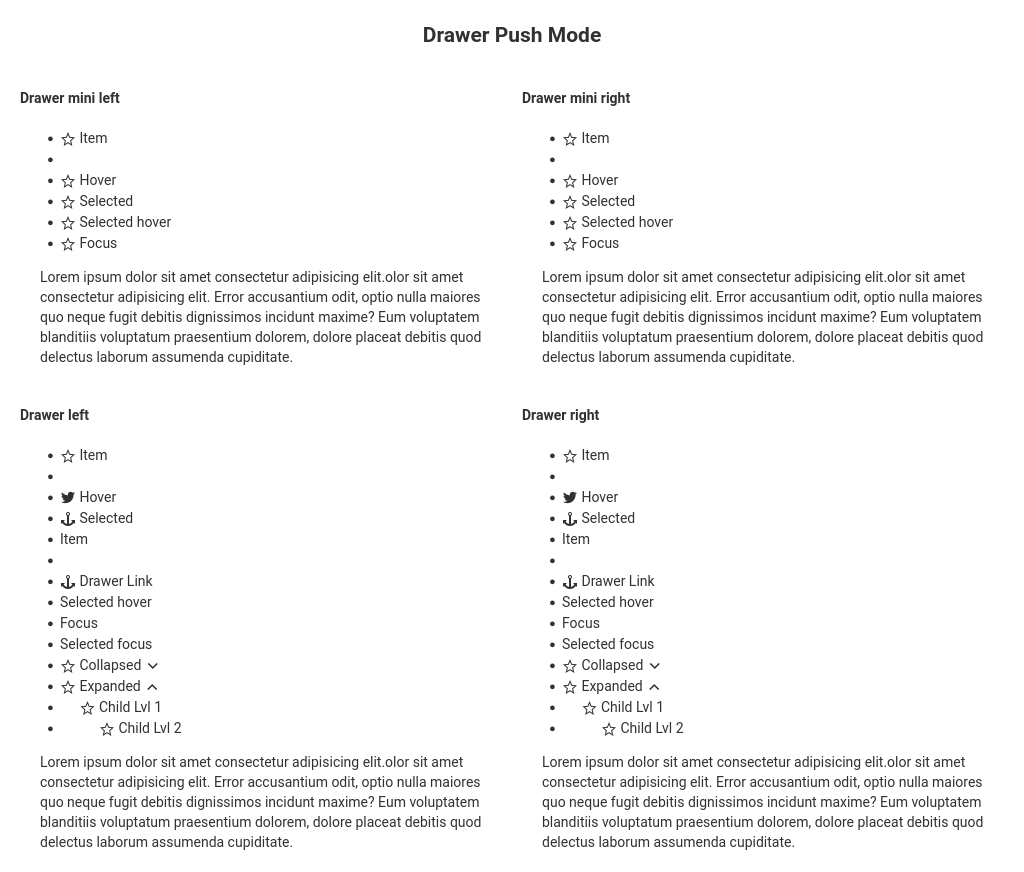 Drawer Push Mode
Drawer mini left
Item
Hover
Selected
Selected hover
Focus
Lorem ipsum dolor sit amet consectetur adipisicing elit.olor sit amet
consectetur adipisicing elit. Error accusantium odit, optio nulla maiores
quo neque fugit debitis dignissimos incidunt maxime? Eum voluptatem
blanditiis voluptatum praesentium dolorem, dolore placeat debitis quod
delectus laborum assumenda cupiditate.
Drawer mini right
Item
Hover
Selected
Selected hover
Focus
Lorem ipsum dolor sit amet consectetur adipisicing elit.olor sit amet
consectetur adipisicing elit. Error accusantium odit, optio nulla maiores
quo neque fugit debitis dignissimos incidunt maxime? Eum voluptatem
blanditiis voluptatum praesentium dolorem, dolore placeat debitis quod
delectus laborum assumenda cupiditate.
Drawer left
Item
Hover
Selected
Item
Drawer Link
Selected hover
Focus
Selected focus
Collapsed
Expanded
Child Lvl 1
Child Lvl 2
Lorem ipsum dolor sit amet consectetur adipisicing elit.olor sit amet
consectetur adipisicing elit. Error accusantium odit, optio nulla maiores
quo neque fugit debitis dignissimos incidunt maxime? Eum voluptatem
blanditiis voluptatum praesentium dolorem, dolore placeat debitis quod
delectus laborum assumenda cupiditate.
Drawer right
Item
Hover
Selected
Item
Drawer Link
Selected hover
Focus
Selected focus
Collapsed
Expanded
Child Lvl 1
Child Lvl 2
Lorem ipsum dolor sit amet consectetur adipisicing elit.olor sit amet
consectetur adipisicing elit. Error accusantium odit, optio nulla maiores
quo neque fugit debitis dignissimos incidunt maxime? Eum voluptatem
blanditiis voluptatum praesentium dolorem, dolore placeat debitis quod
delectus laborum assumenda cupiditate.